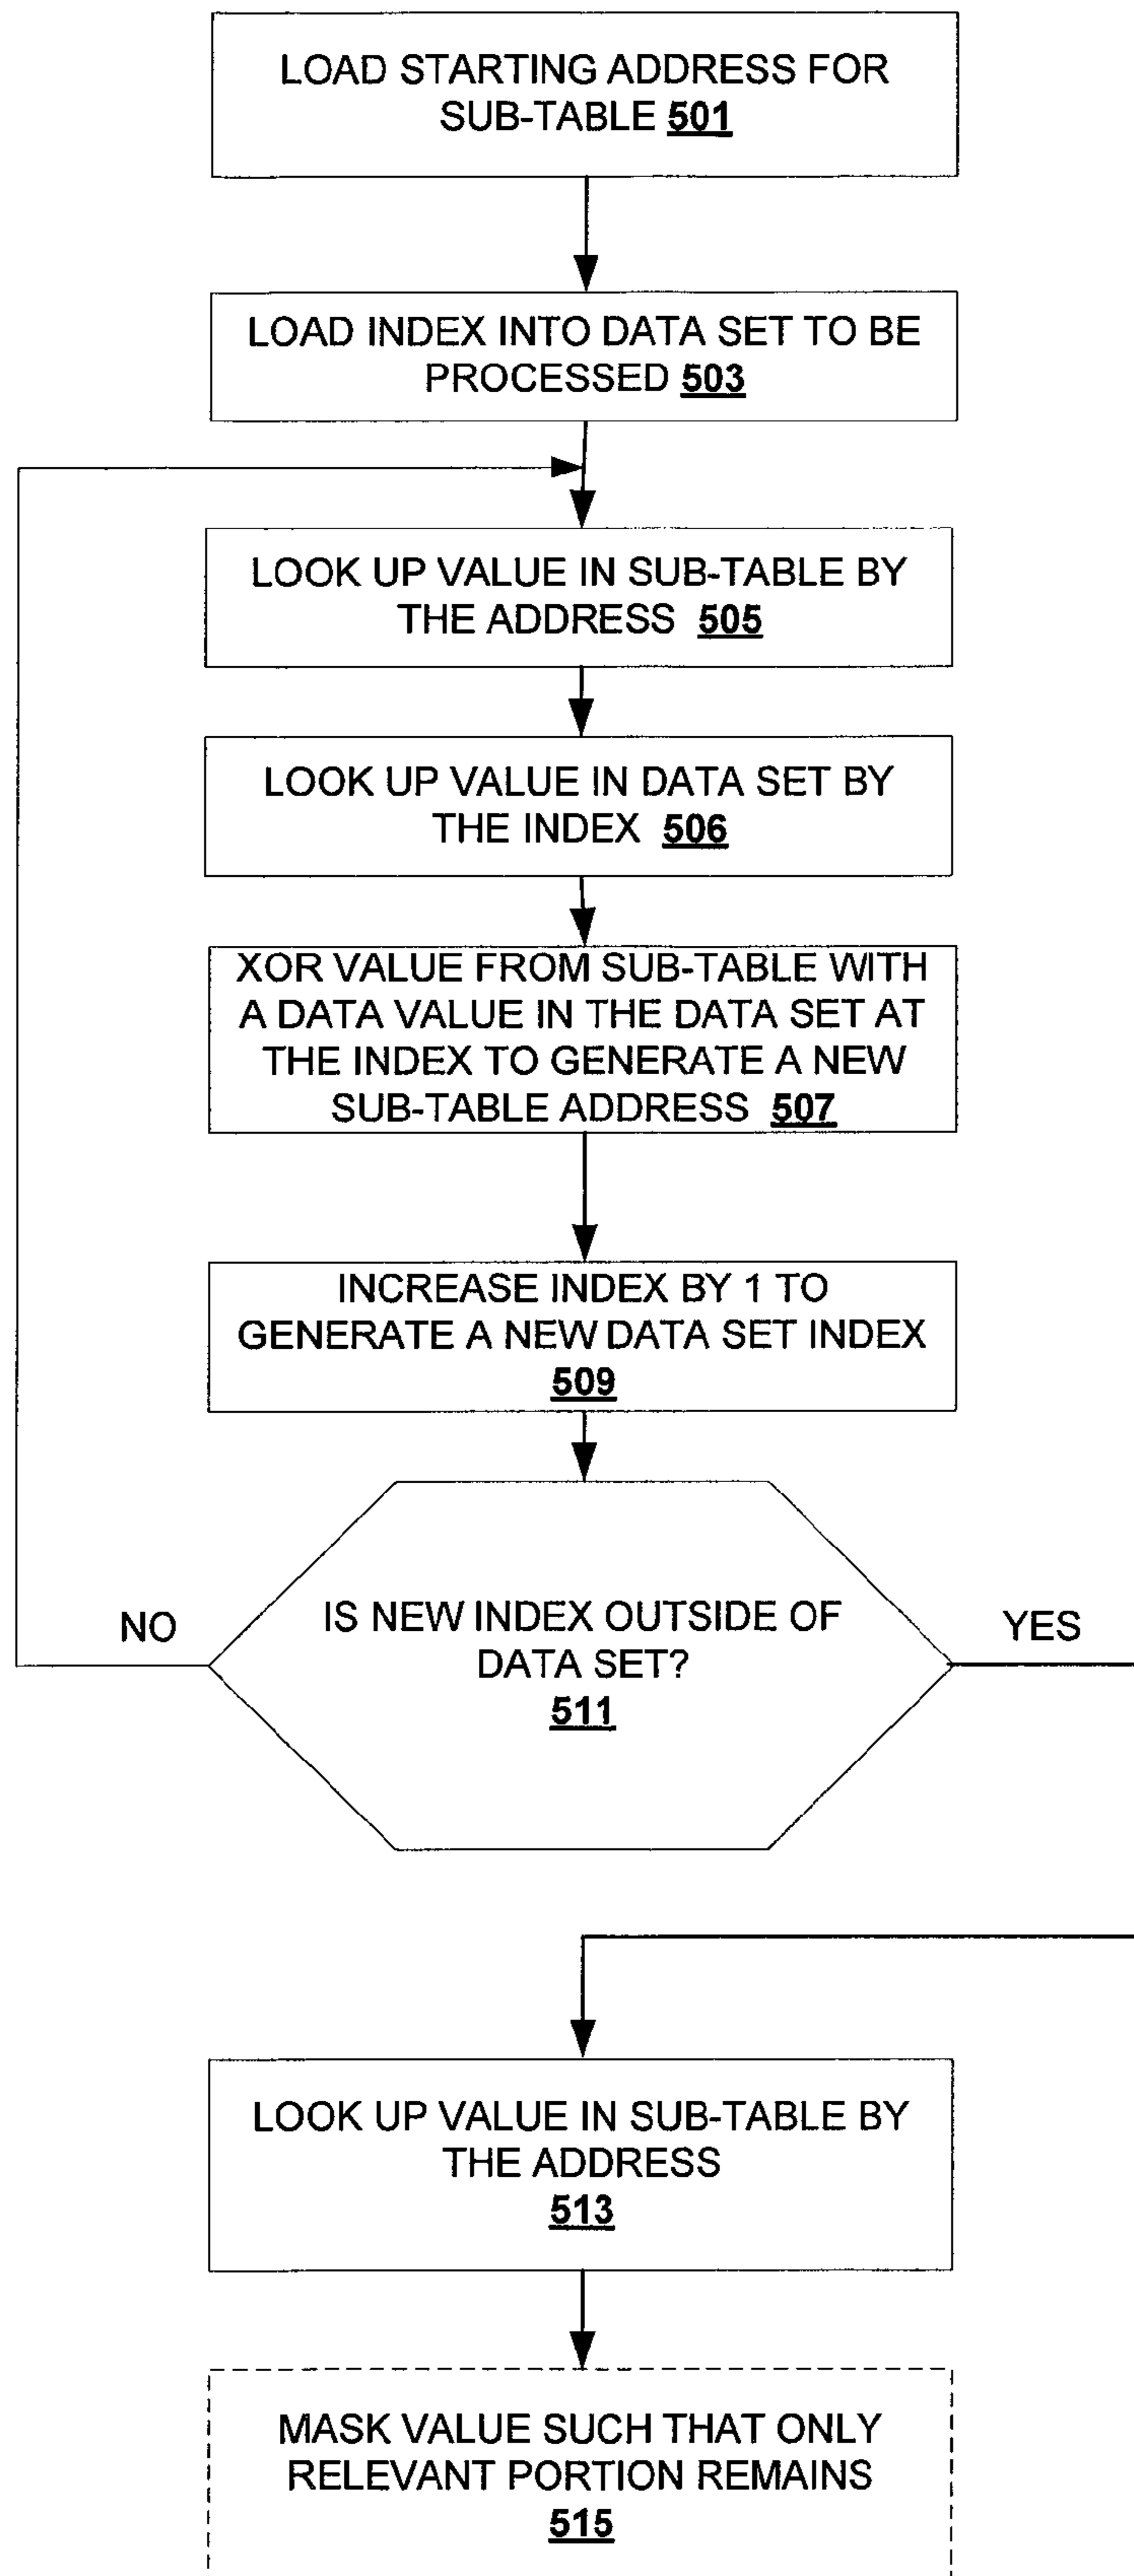 LOAD STARTING ADDRESS FOR
SUB-TABLE 501
LOAD INDEX INTO DATA SET TO BE
PROCESSED 503
LOOK UP VALUE IN SUB-TABLE BY
THE ADDRESS 505
LOOK UP VALUE IN DATA SET BY
THE INDEX 506
XOR VALUE FROM SUB-TABLE WITH
A DATA VALUE IN THE DATA SET AT
THE INDEX TO GENERATE A NEW
SUB-TABLE ADDRESS 507
INCREASE INDEX BY 1 TO
GENERATE A NEW DATA SET INDEX
509
NO
IS NEW INDEX OUTSIDE OF
DATA SET?
511
YES
LOOK UP VALUE IN SUB-TABLE BY
THE ADDRESS
513
MASK VALUE SUCH THAT ONLY
RELEVANT PORTION REMAINS
515